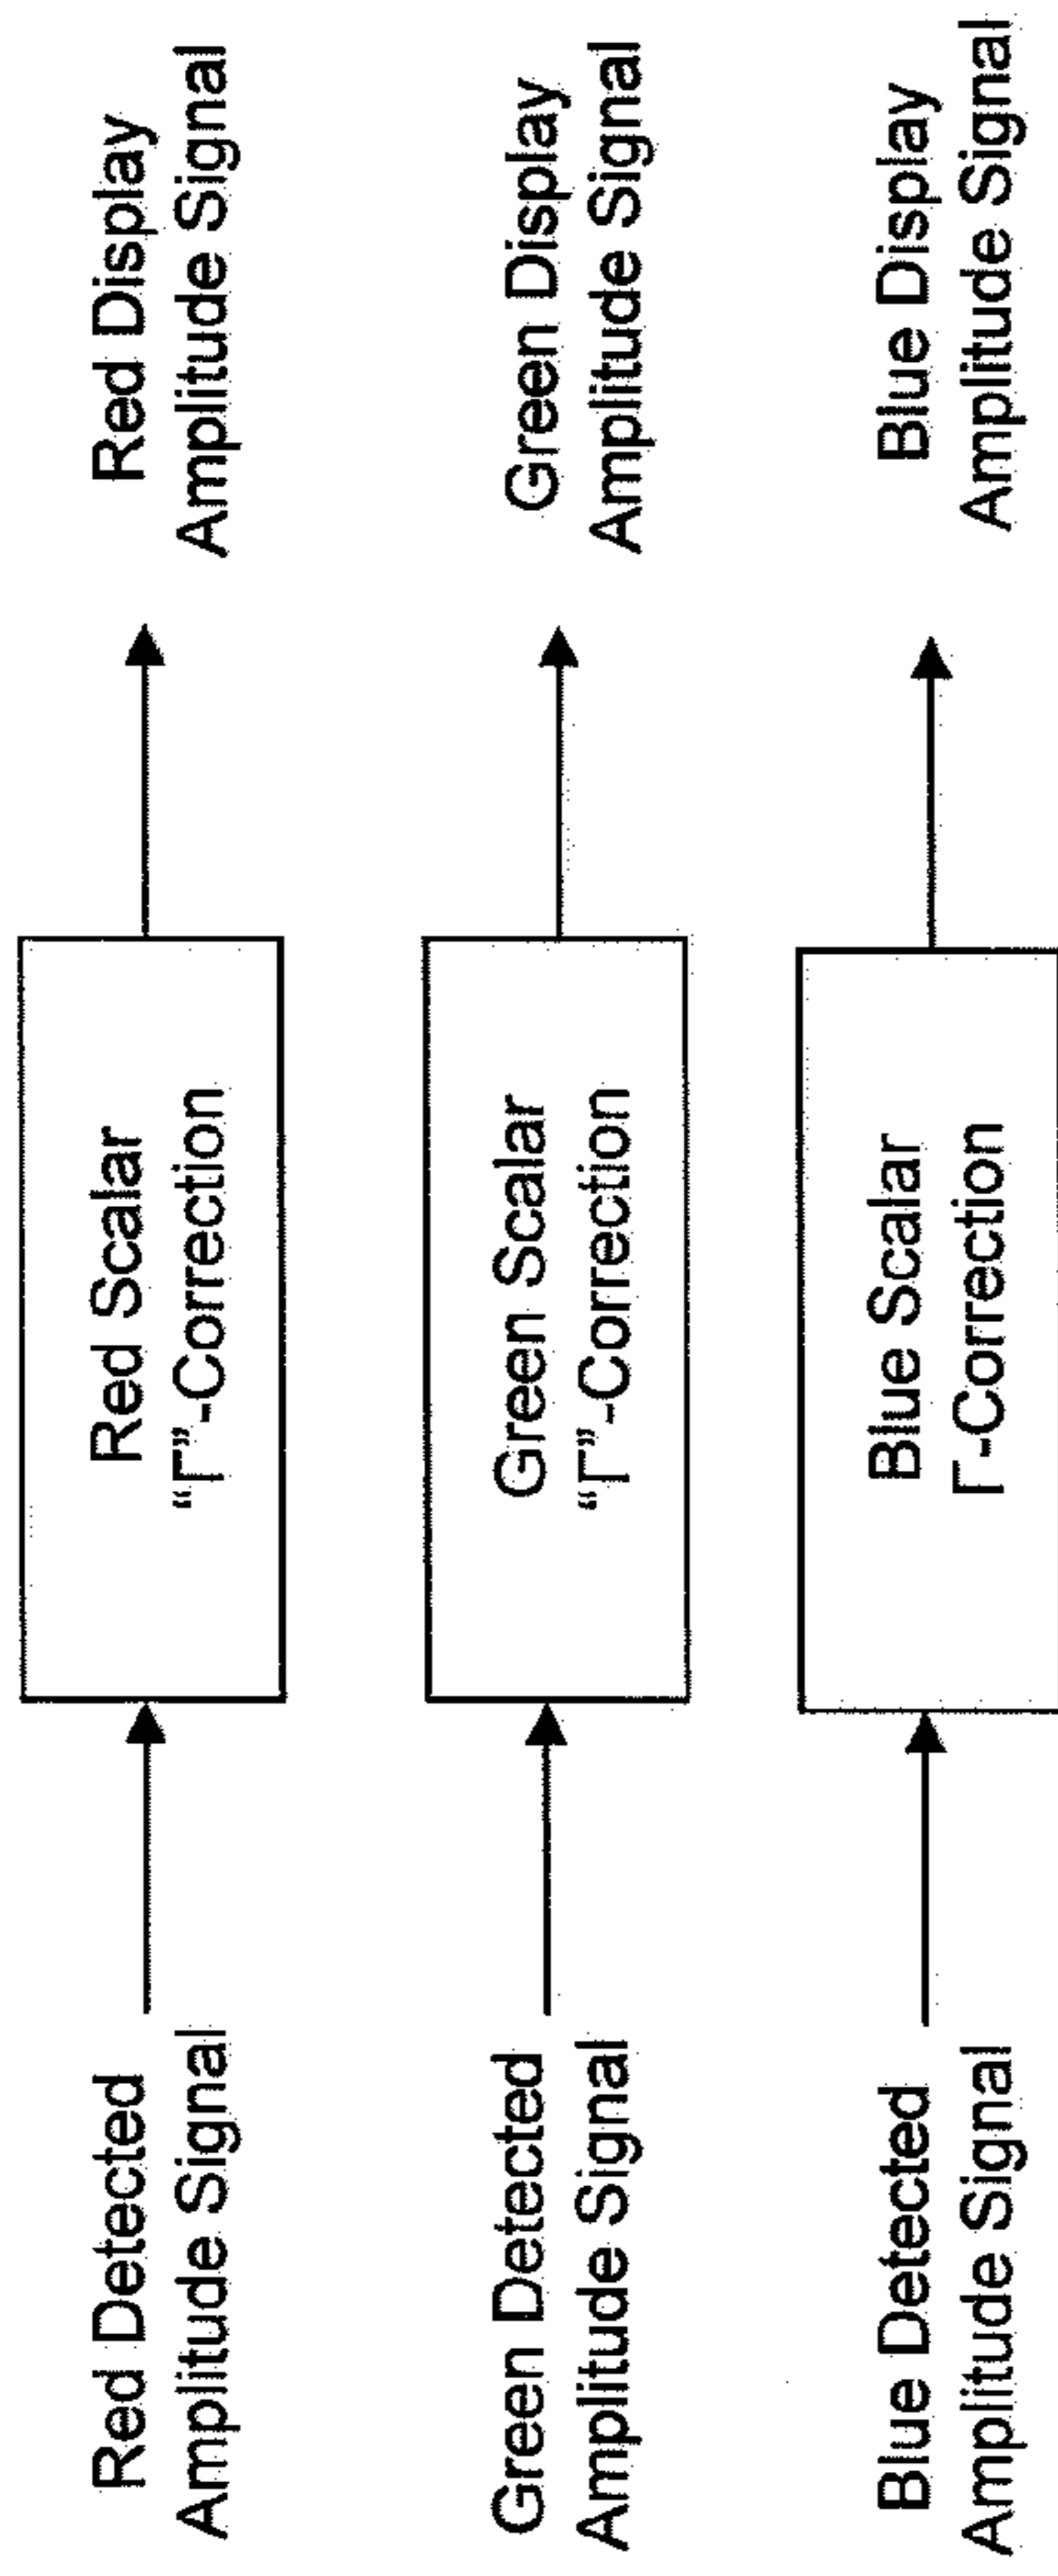 Red Detected
Amplitude Signal
Red Scalar
“Γ”-Correction
Red Display
Amplitude Signal
Green Detected
Amplitude Signal
Green Scalar
“Γ”-Correction
Green Display
Amplitude Signal
Blue Detected
Amplitude Signal
Blue Scalar
Γ-Correction
Blue Display
Amplitude Signal